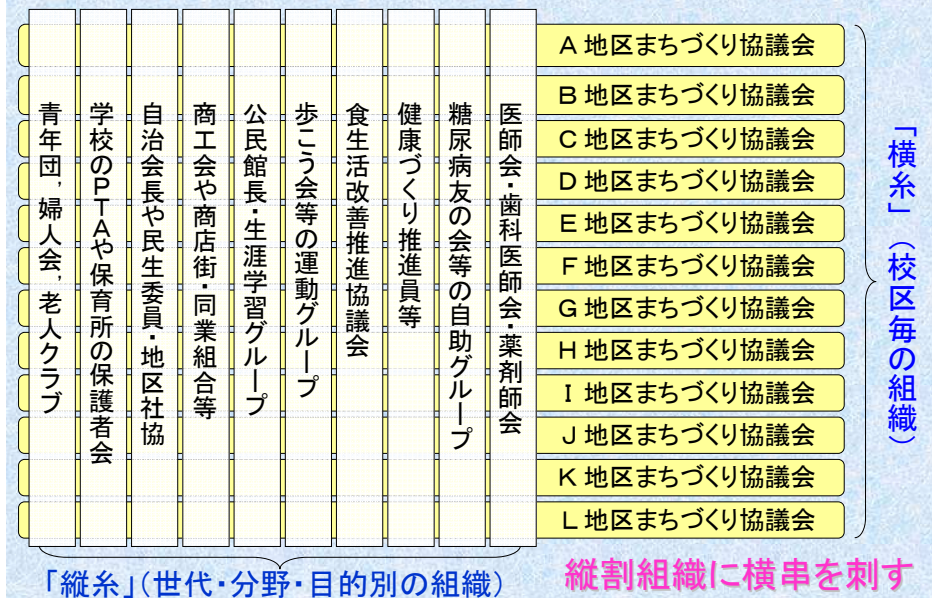 青年団，婦人会，老人クラブ
学校のＰＴＡや保育所の保護者会
自治会長や民生委員・地区社協
商工会や商店街・同業組合等
公民館長・生涯学習グループ
歩こう会等の運動グループ
食生活改善推進協議会
健康づくり推進員等
糖尿病友の会等の自助グループ
医師会・歯科医師会・薬剤師会
Ａ地区まちづくり協議会
Ｂ地区まちづくり協議会
Ｃ地区まちづくり協議会
Ｄ地区まちづくり協議会
Ｅ地区まちづくり協議会
Ｆ地区まちづくり協議会
Ｇ地区まちづくり協議会
Ｈ地区まちづくり協議会
Ｉ地区まちづくり協議会
Ｊ地区まちづくり協議会
Ｋ地区まちづくり協議会
Ｌ地区まちづくり協議会
「横糸」（校区毎の組織）
「縦糸」（世代・分野・目的別の組織）
縦割組織に横串を刺す